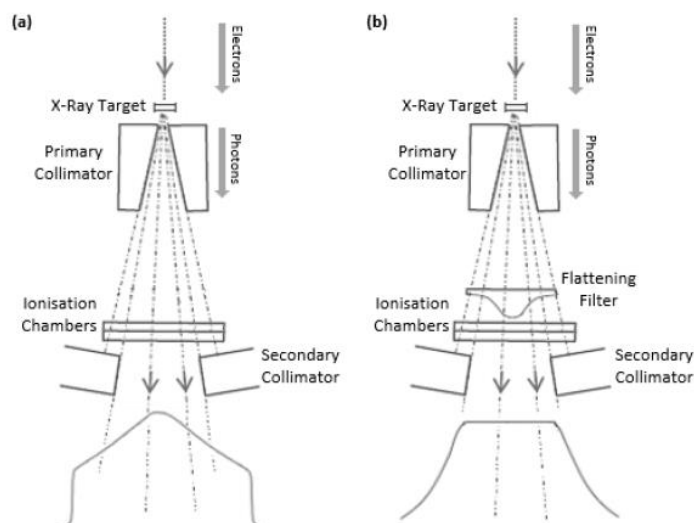 (a)
Electrons
X-Ray Target
Primary
Collimator
Photons
Ionisation
Chambers
Secondary
Collimator
(b)
Electrons
X-Ray Target
Primary
Collimator
Photons
Flattening
Filter
Ionisation
Chambers
Secondary
Collimator